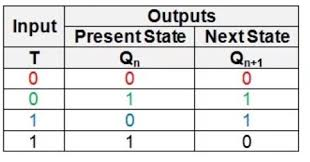 Input Outputs
Present State Next State
T Qn Qn+1
0 0 0
0 1 1
1 0 1
1 1 0